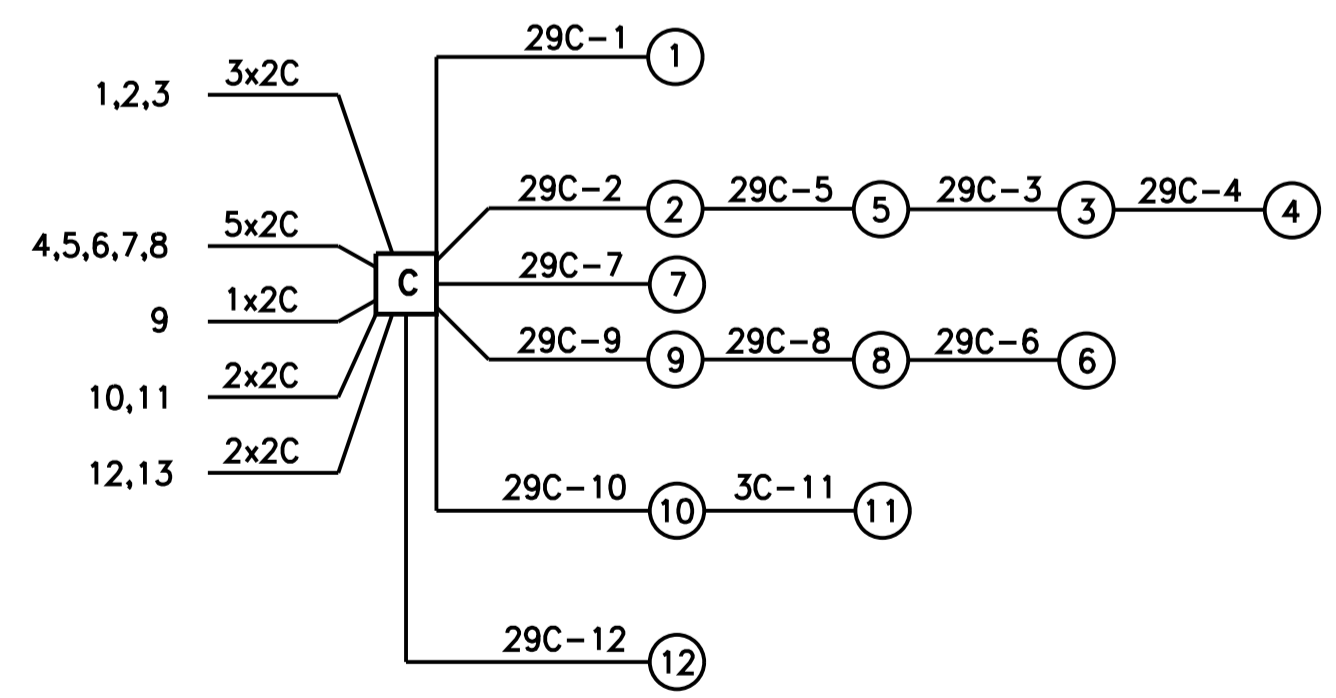 29C-1 1
1,2,3 3x2C
29C-2 2 29C-5 5 29C-3 3 29C-4 4
4,5,6,7,8 5x2C
C
29C-7 7
9 1x2C
29C-9 9 29C-8 8 29C-6 6
10,11 2x2C
12,13 2x2C
29C-10 10 3C-11 11
29C-12 12